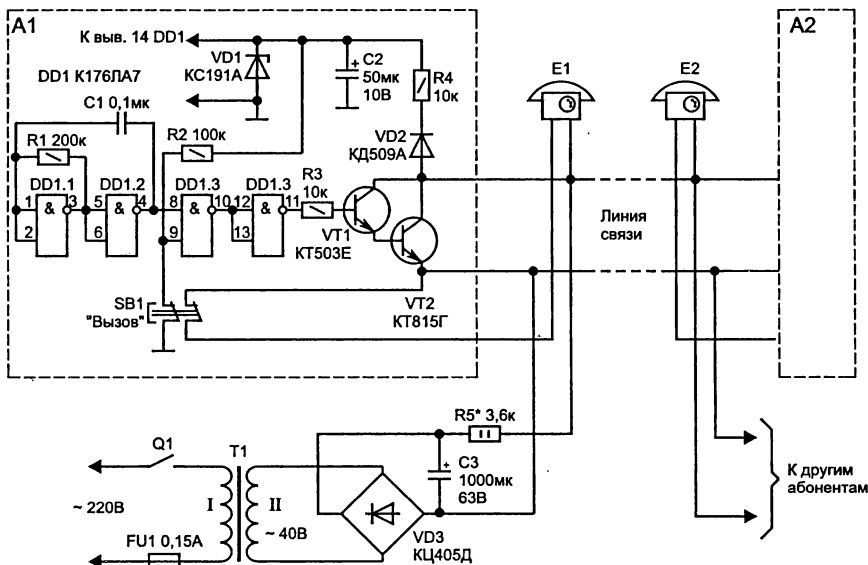 A1
К выв. 14 DD1
VD1
КС191А
C2
50мк
10В
R4
10к
DD1 К176ЛА7
C1 0,1мк
R1 200к
R2 100к
VD2
КД509А
R3
10к
DD1.1
DD1.2
DD1.3
DD1.3
&
&
&
&
1
2
3
5
6
4
8
9
10
12
13
11
VT1
КТ503Е
VT2
КТ815Г
SB1
"Вызов"
E1
E2
A2
Линия
связи
R5* 3,6к
C3
1000мк
63В
Q1
T1
I
II
~ 220В
~ 40В
FU1 0,15А
VD3
КЦ405Д
К другим
абонентам
+
+